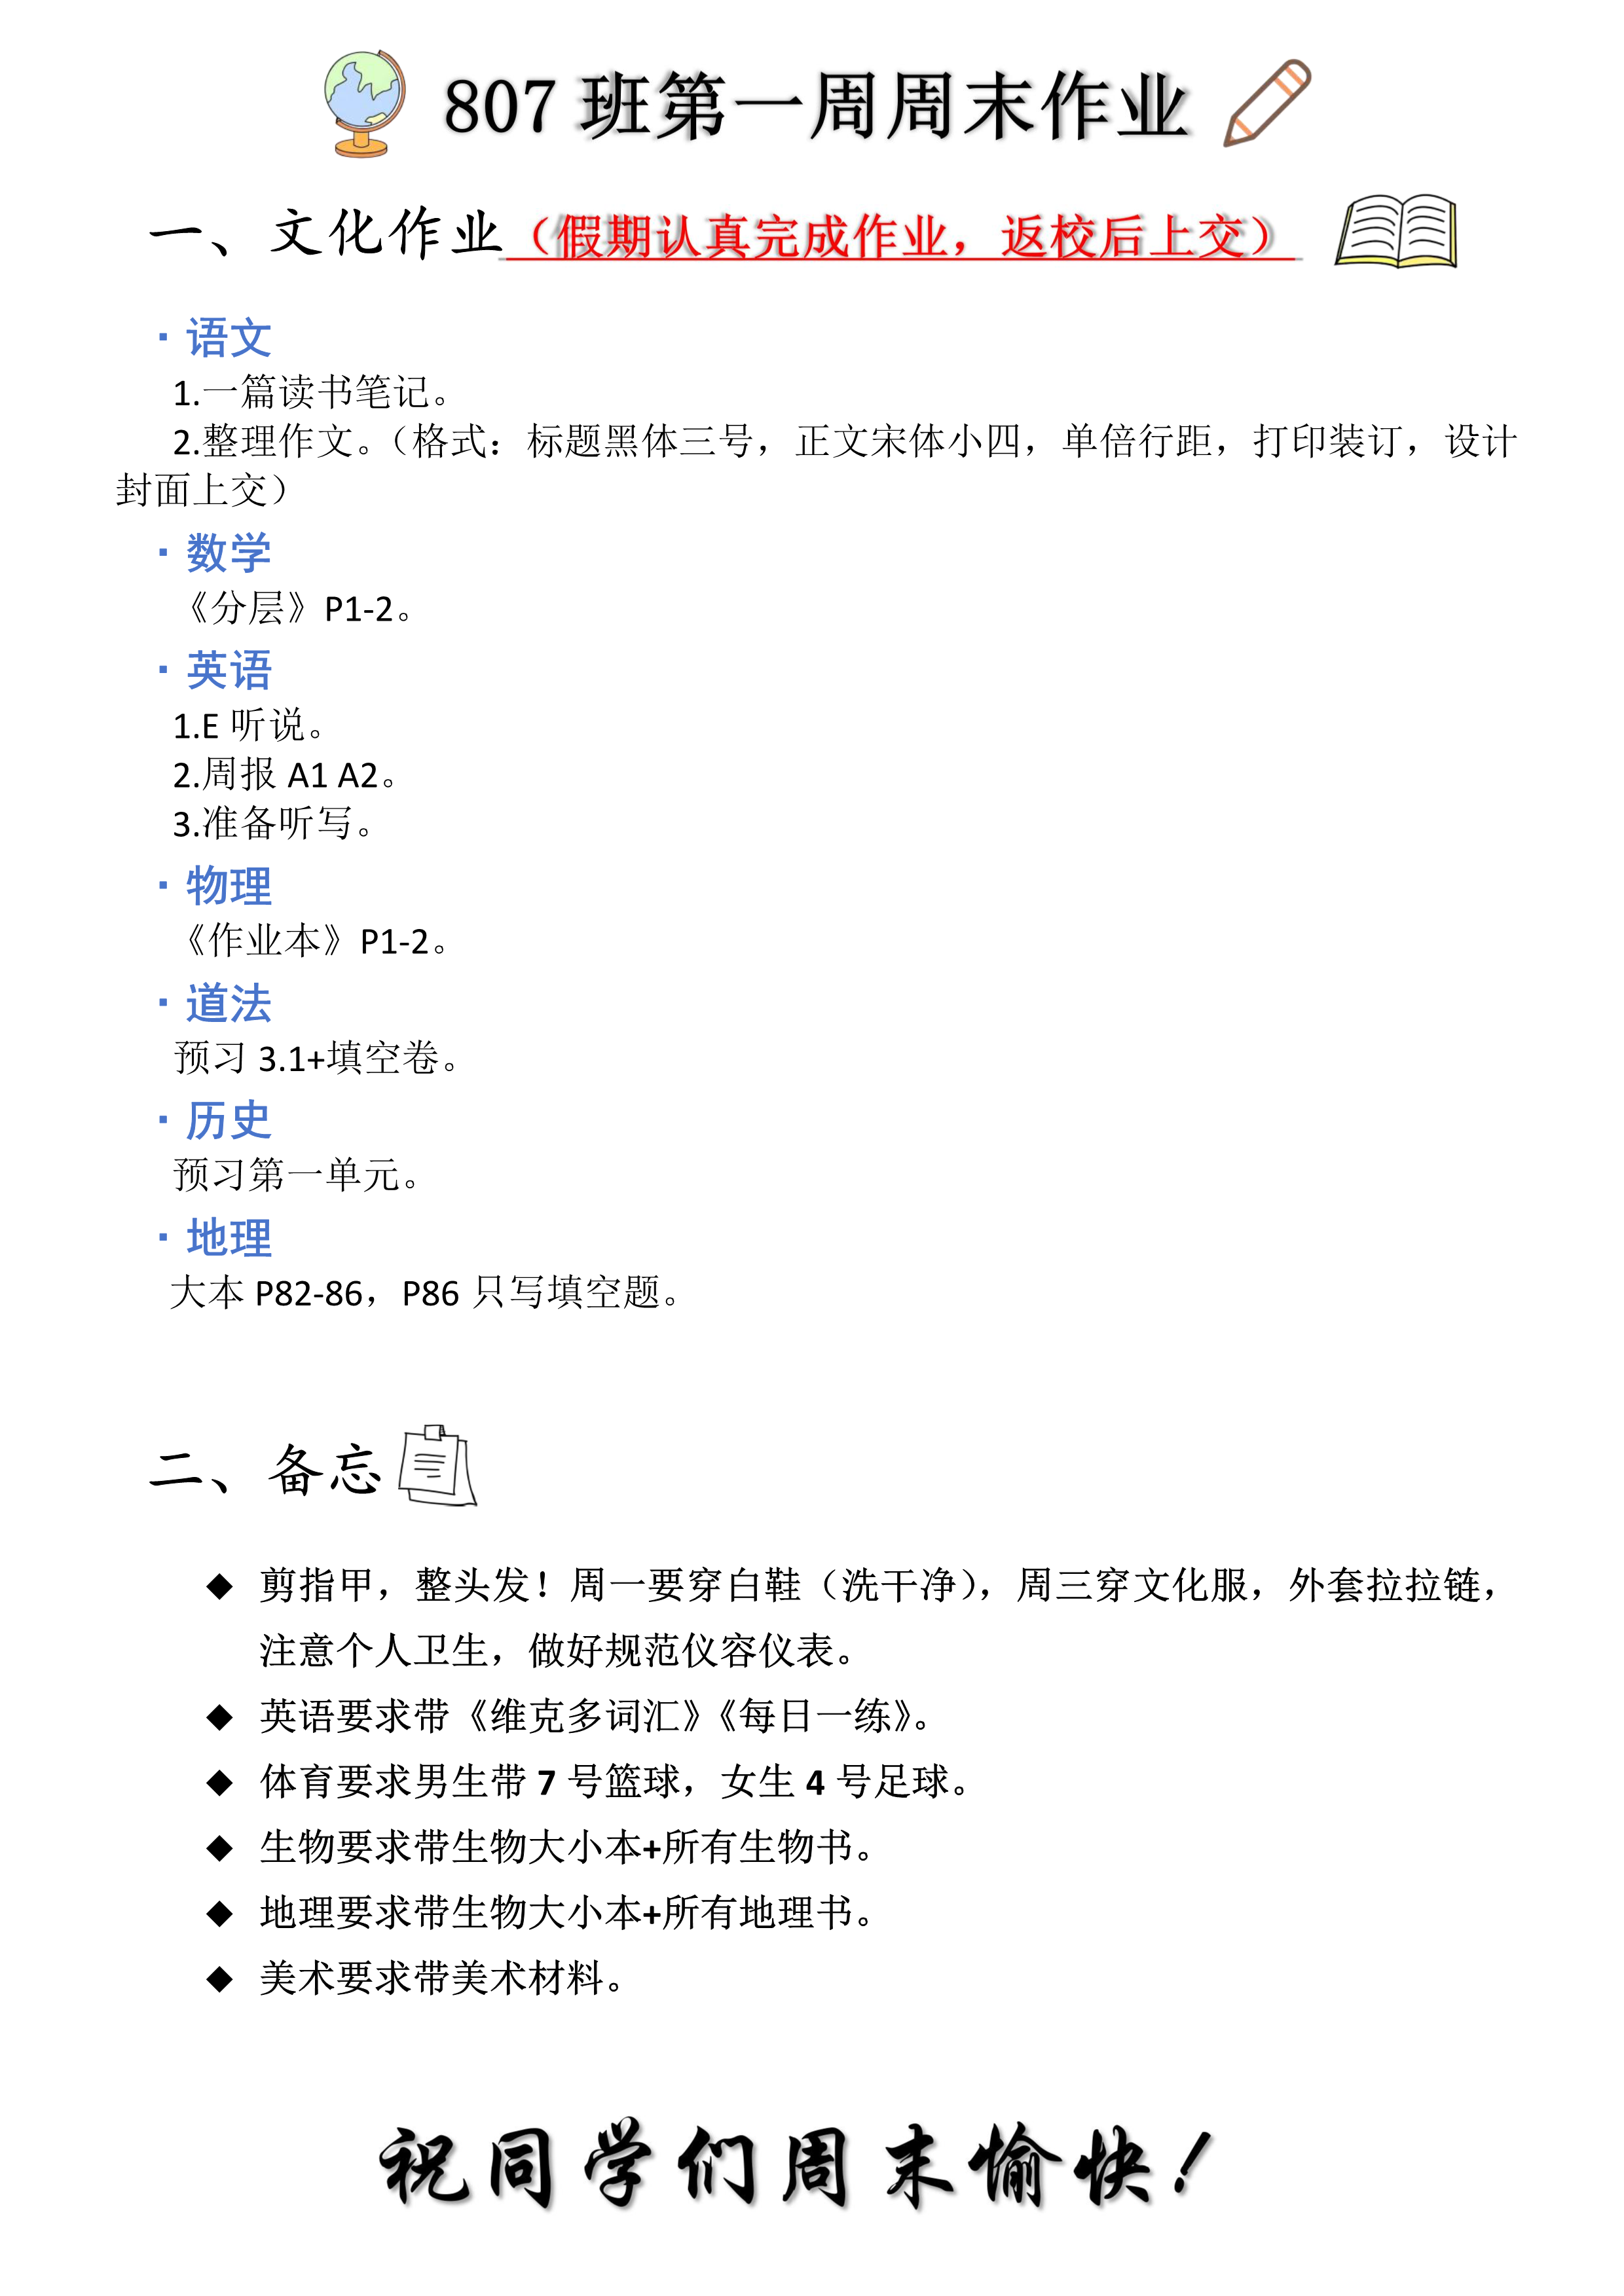 807 班第一周周末作业
一、文化作业（假期认真完成作业，返校后上交）
·语文
1.一篇读书笔记。
2.整理作文。（格式：标题黑体三号，正文宋体小四，单倍行距，打印装订，设计
封面上交）
·数学
《分层》P1-2。
·英语
1.E 听说。
2.周报 A1 A2。
3.准备听写。
·物理
《作业本》P1-2。
·道法
预习 3.1+填空卷。
·历史
预习第一单元。
·地理
大本 P82-86，P86 只写填空题。
二、备忘
◆ 剪指甲，整头发！周一要穿白鞋（洗干净），周三穿文化服，外套拉拉链，
注意个人卫生，做好规范仪容仪表。
◆ 英语要求带《维克多词汇》《每日一练》。
◆ 体育要求男生带 7 号篮球，女生 4 号足球。
◆ 生物要求带生物大小本+所有生物书。
◆ 地理要求带生物大小本+所有地理书。
◆ 美术要求带美术材料。
祝同学们周末愉快！